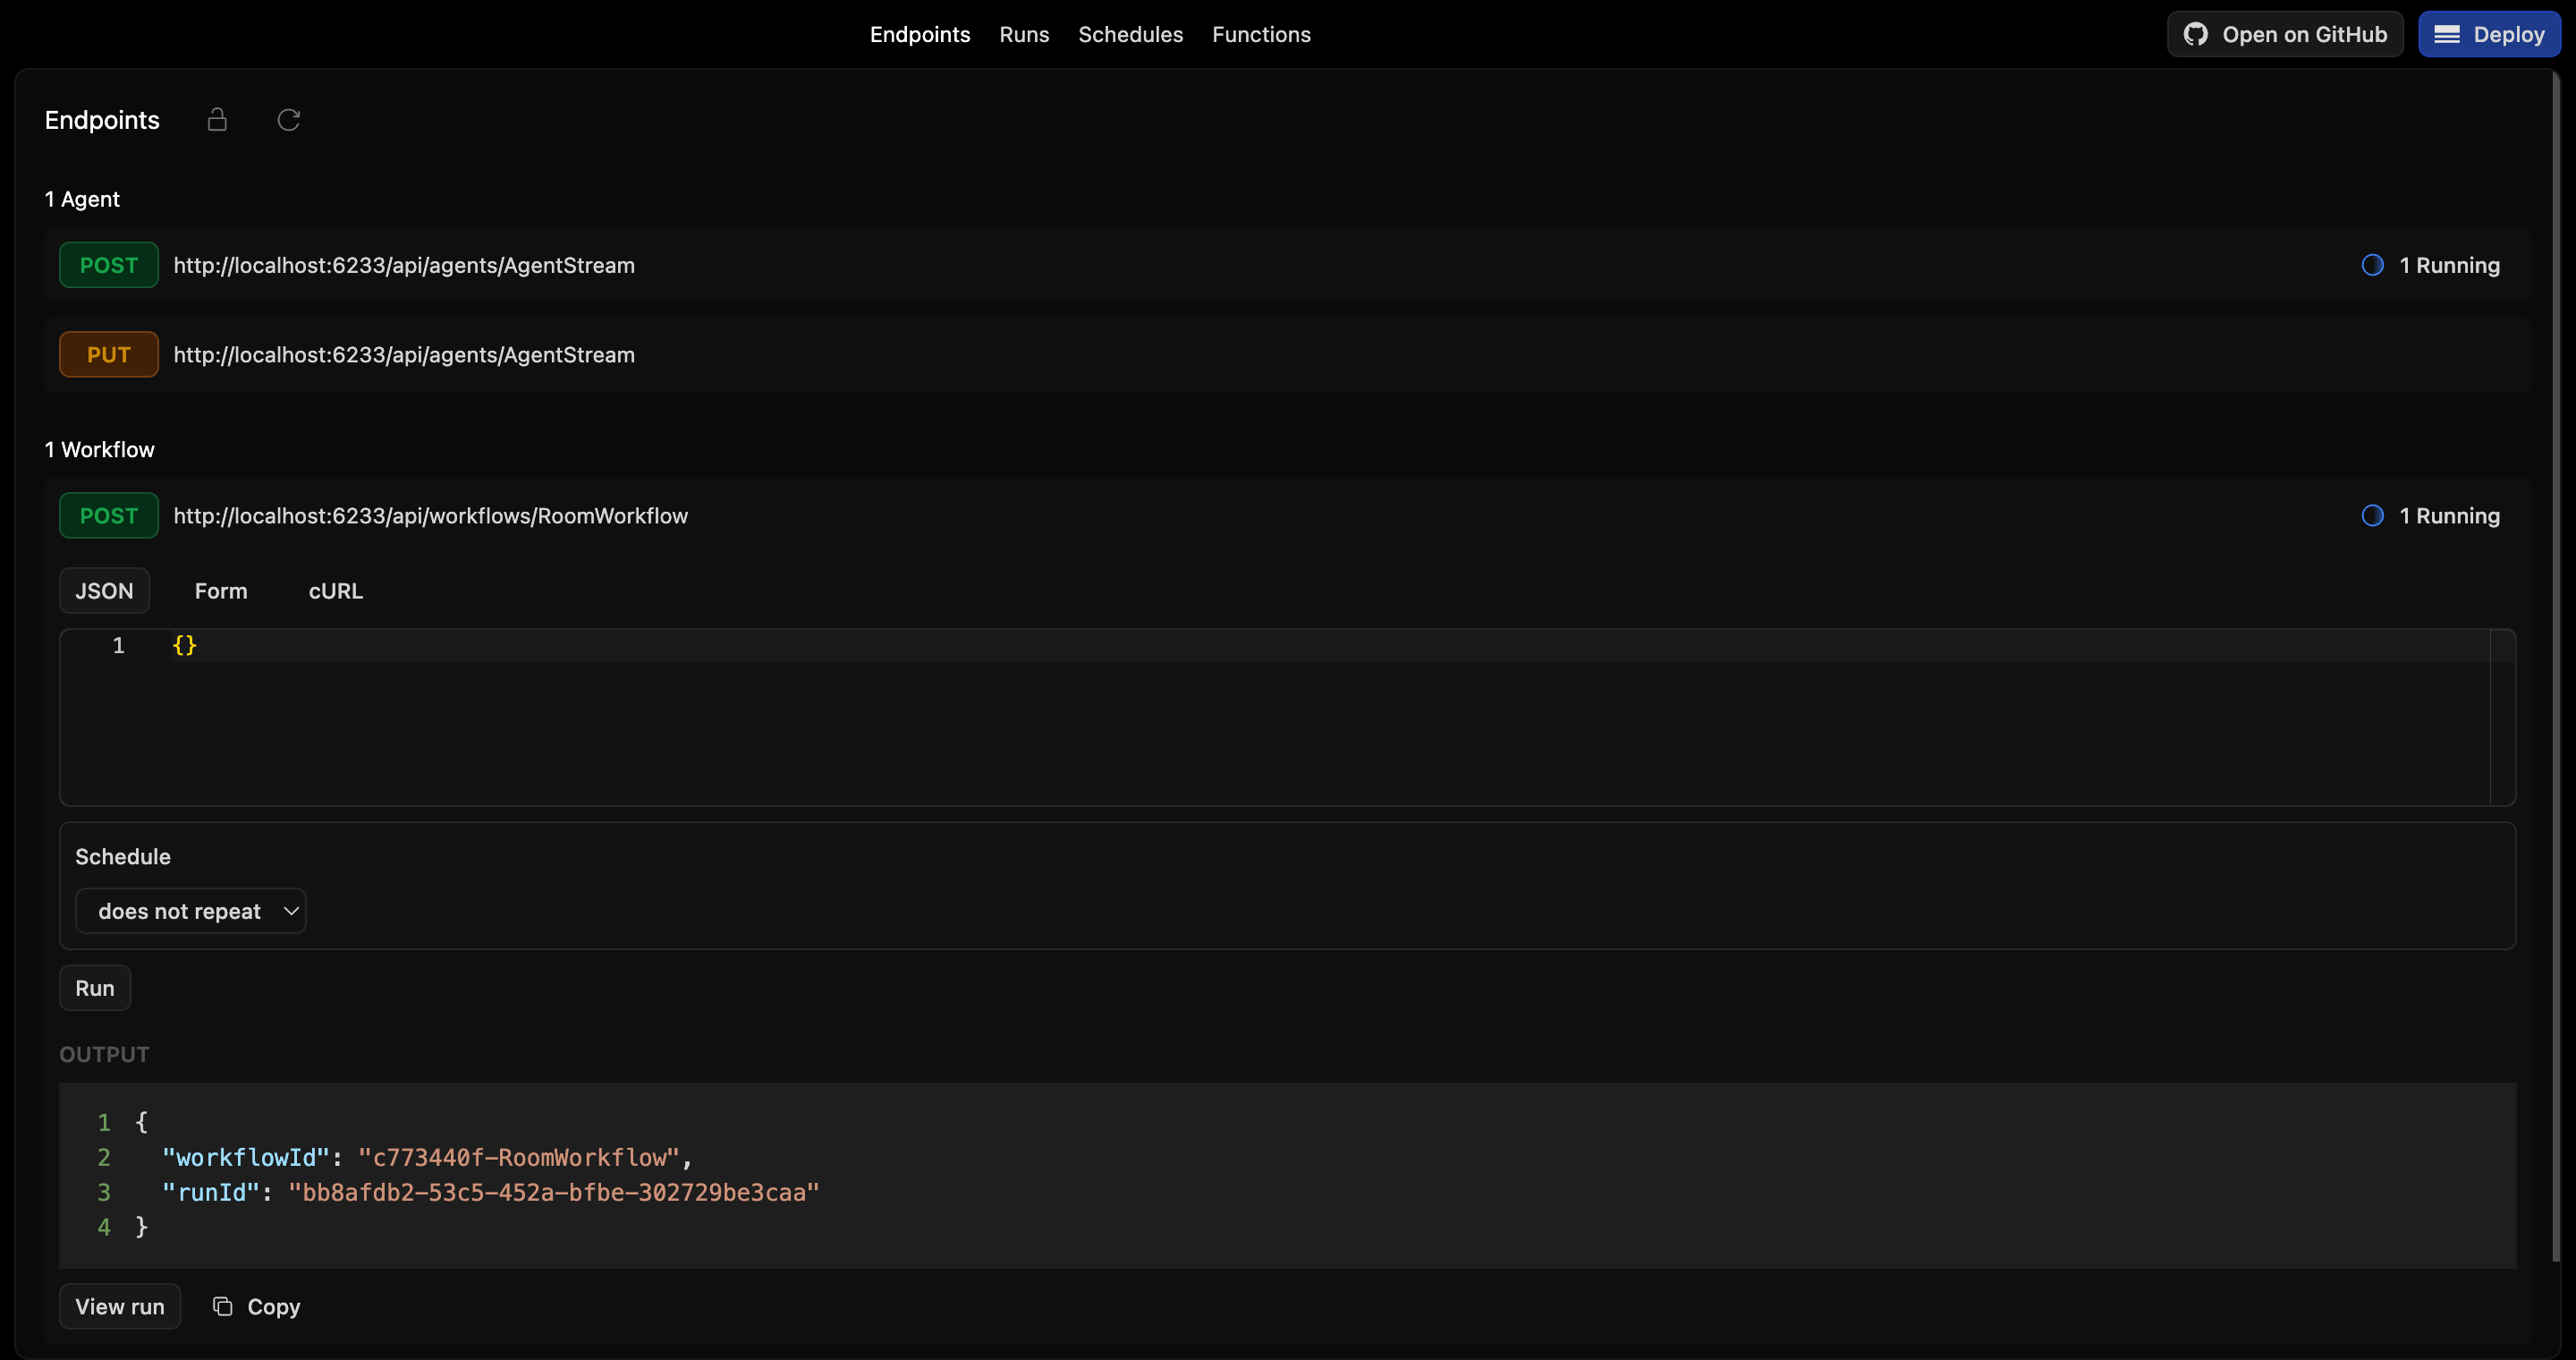 Endpoints Runs Schedules Functions Open on GitHub Deploy
Endpoints
1 Agent
POST http://localhost:6233/api/agents/AgentStream 1 Running
PUT http://localhost:6233/api/agents/AgentStream
1 Workflow
POST http://localhost:6233/api/workflows/RoomWorkflow 1 Running
JSON Form cURL
1 {}
Schedule
does not repeat
Run
OUTPUT
1 {
2 "workflowId": "c773440f-RoomWorkflow",
3 "runId": "bb8afdb2-53c5-452a-bfbe-302729be3caa"
4 }
View run Copy